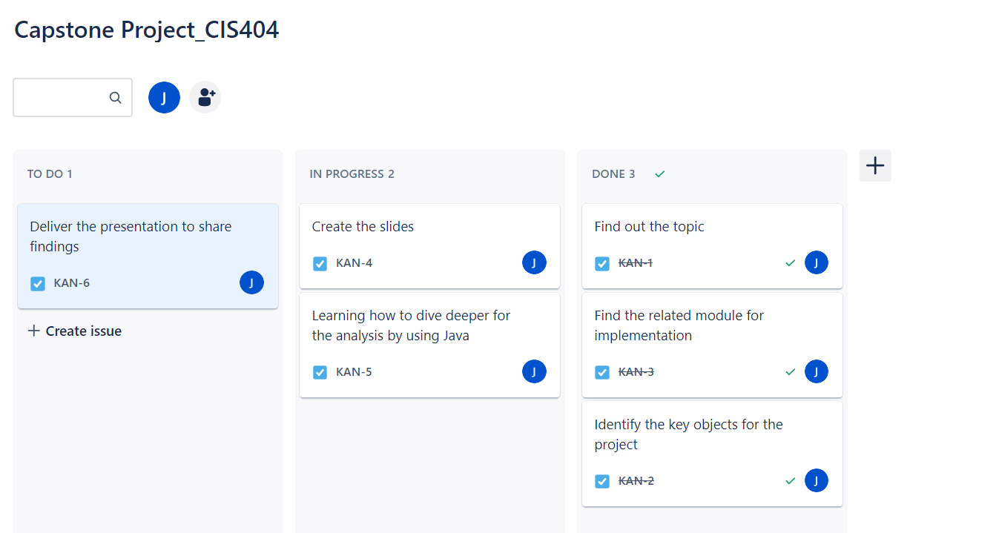 Capstone Project_CIS404
J
TO DO 1
Deliver the presentation to share
findings
KAN-6
J
Create issue
IN PROGRESS 2
Create the slides
KAN-4
J
Learning how to dive deeper for
the analysis by using Java
KAN-5
J
DONE 3
Find out the topic
KAN-1
J
Find the related module for
implementation
KAN-3
J
Identify the key objects for the
project
KAN-2
J